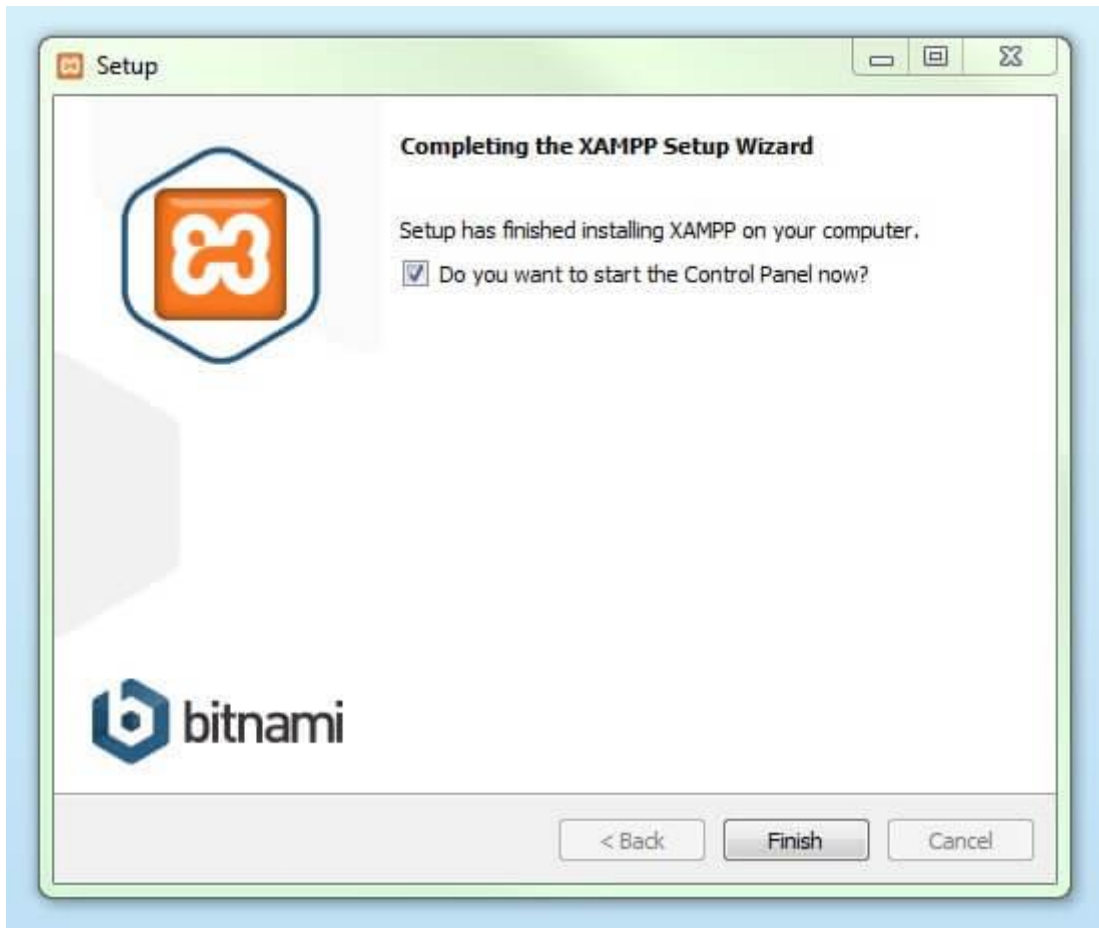 Setup
Completing the XAMPP Setup Wizard
Setup has finished installing XAMPP on your computer.
Do you want to start the Control Panel now?
bitnami
< Back
Finish
Cancel